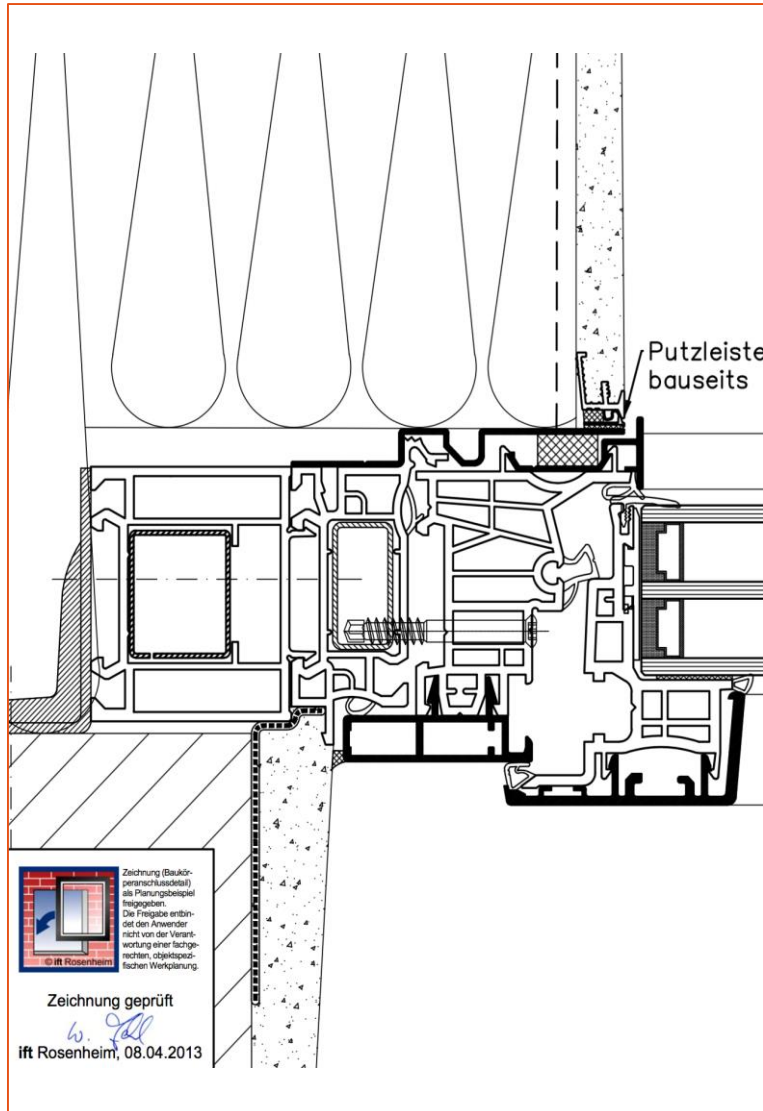 Putzleiste
bauseits
Zeichnung (Baukör-
peranschlussdetail)
als Planungsbeispiel
freigegeben.
Die Freigabe entbin-
det den Anwender
nicht von der Verant-
wortung einer fachge-
rechten, objektspezi-
fischen Werkplanung.
© ift Rosenheim
Zeichnung geprüft
ift Rosenheim, 08.04.2013